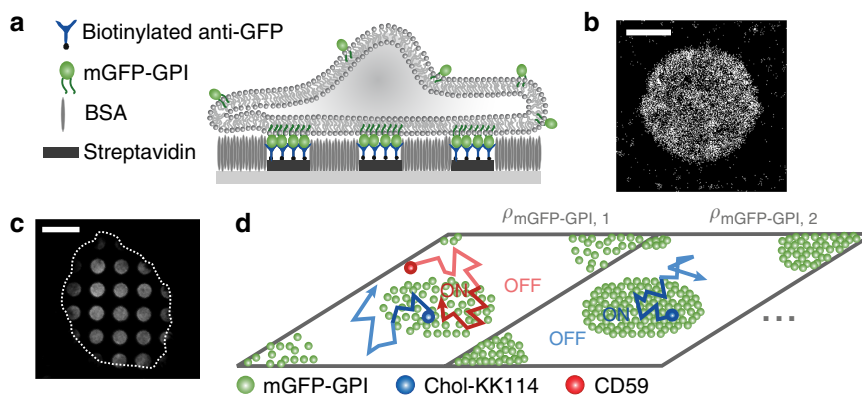 a
Biotinylated anti-GFP
mGFP-GPI
BSA
Streptavidin
b
c
d
ρmGFP-GPI, 1
ρmGFP-GPI, 2
ON
OFF
ON
OFF
...
mGFP-GPI
Chol-KK114
CD59